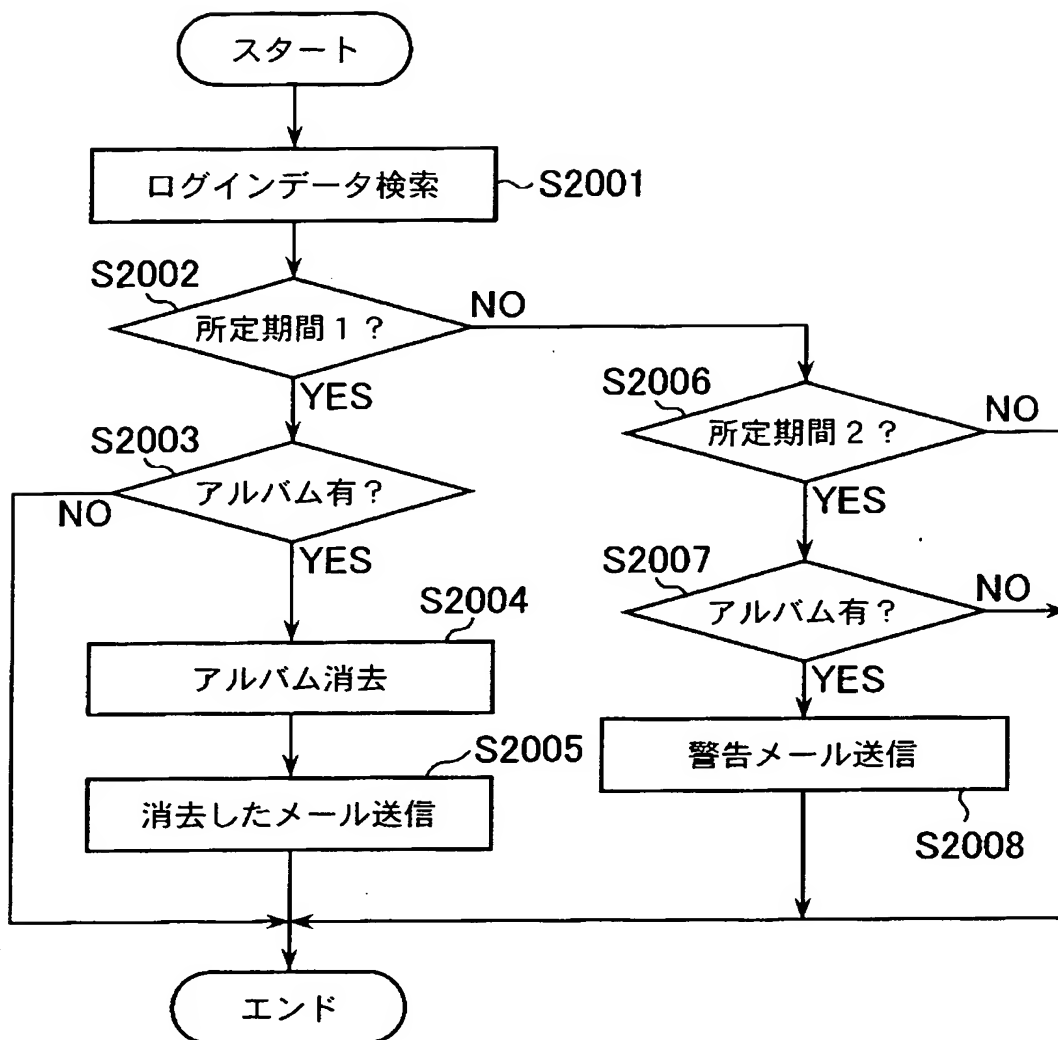 スタート
ログインデータ検索
S2001
S2002
所定期間1?
NO
YES
S2003
アルバム有?
NO
YES
S2004
アルバム消去
S2005
消去したメール送信
S2006
所定期間2?
NO
YES
S2007
アルバム有?
NO
YES
警告メール送信
S2008
エンド